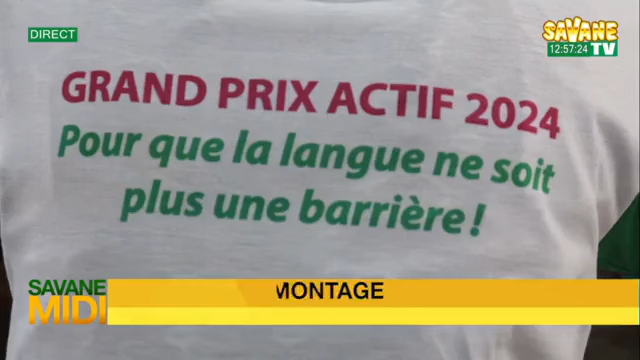 DIRECT
SAVANE
12:57:24 TV
GRAND PRIX ACTIF 2024
Pour que la langue ne soit
plus une barrière !
SAVANE
MIDI
MONTAGE